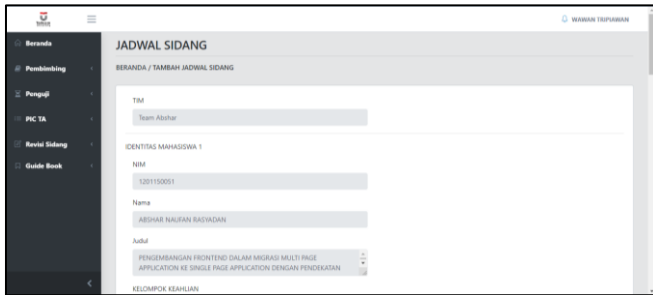 WAWAN TRIPIAWAN
Beranda
Pembimbing
Penguji
PIC TA
Revisi Sidang
Guide Book
JADWAL SIDANG
BERANDA / TAMBAH JADWAL SIDANG
TIM
Team Abshar
IDENTITAS MAHASISWA 1
NIM
1201150051
Nama
ABSHAR NAUFAN RASYADAN
Judul
PENGEMBANGAN FRONTEND DALAM MIGRASI MULTI PAGE
APPLICATION KE SINGLE PAGE APPLICATION DENGAN PENDEKATAN
KELOMPOK KEAHLIAN